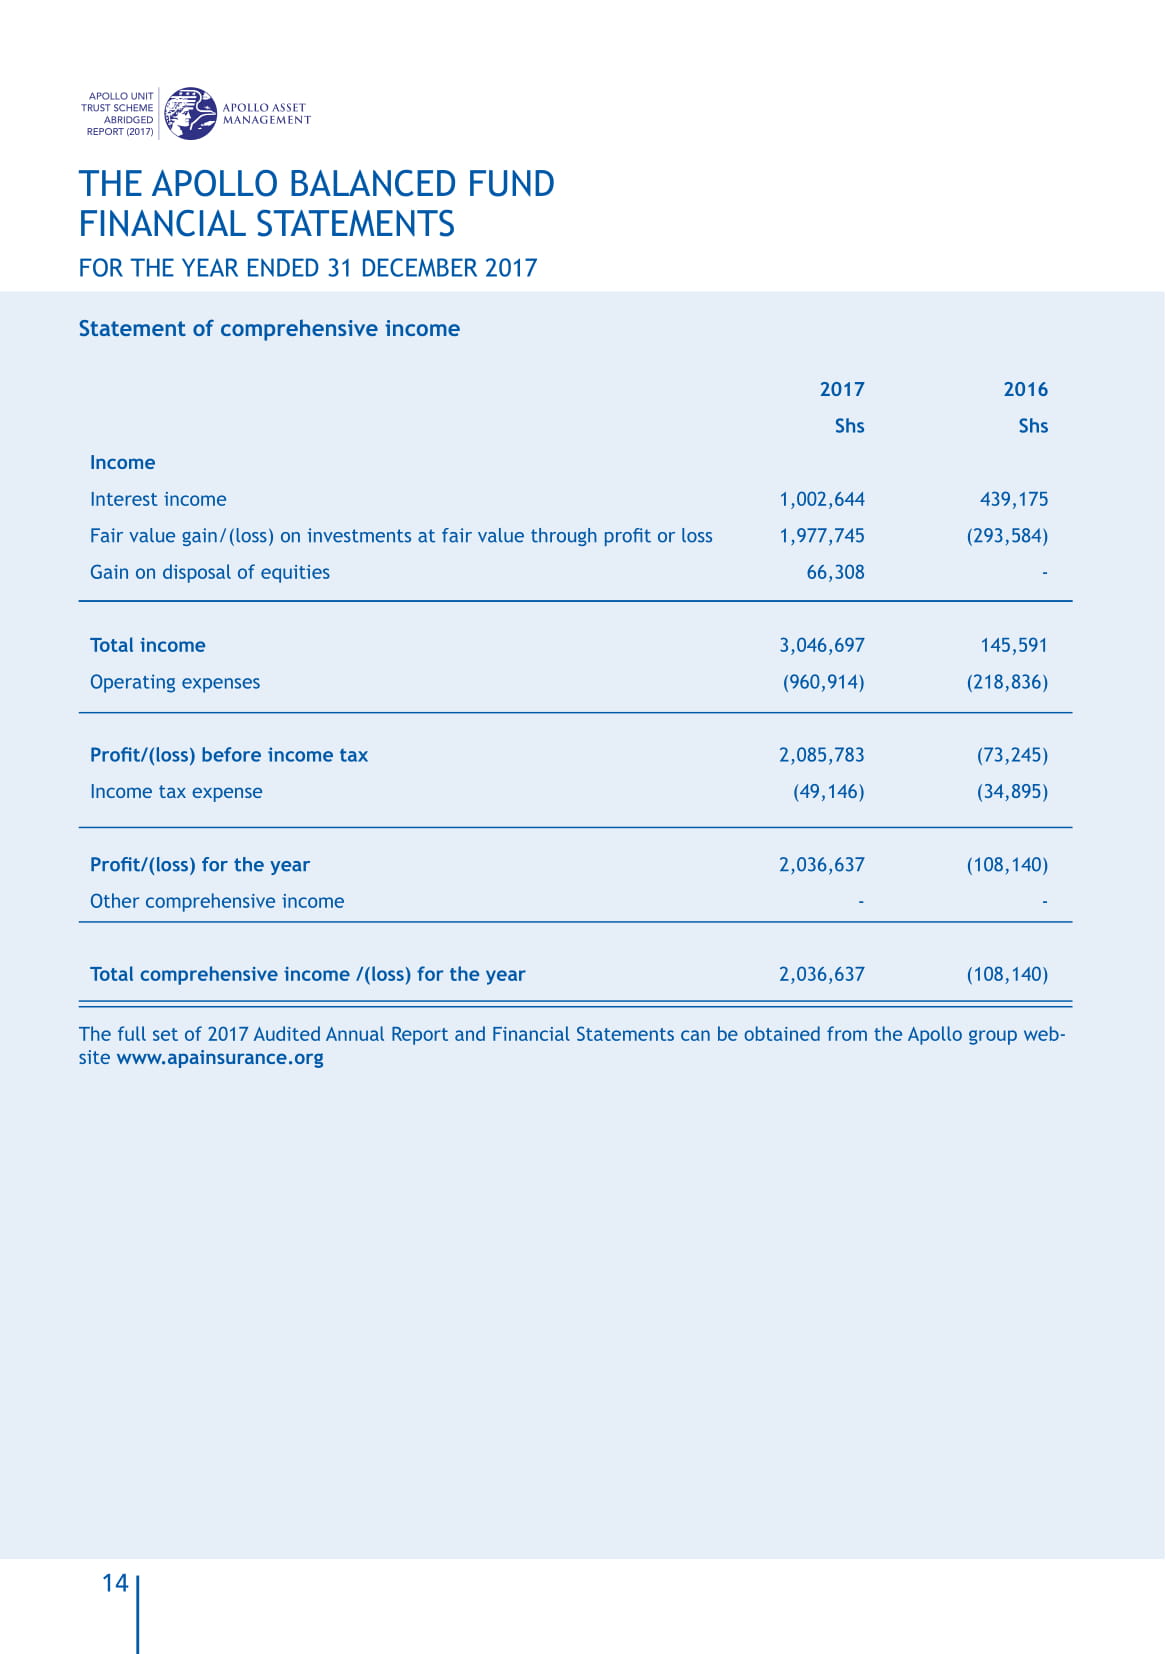 APOLLO UNIT
TRUST SCHEME
ABRIDGED
REPORT (2017)
APOLLO ASSET
MANAGEMENT
THE APOLLO BALANCED FUND
FINANCIAL STATEMENTS
FOR THE YEAR ENDED 31 DECEMBER 2017
Statement of comprehensive income
2017 2016
Shs Shs
Income
Interest income 1,002,644 439,175
Fair value gain/(loss) on investments at fair value through profit or loss 1,977,745 (293,584)
Gain on disposal of equities 66,308 -
Total income 3,046,697 145,591
Operating expenses (960,914) (218,836)
Profit/(loss) before income tax 2,085,783 (73,245)
Income tax expense (49,146) (34,895)
Profit/(loss) for the year 2,036,637 (108,140)
Other comprehensive income - -
Total comprehensive income /(loss) for the year 2,036,637 (108,140)
The full set of 2017 Audited Annual Report and Financial Statements can be obtained from the Apollo group web-
site www.apainsurance.org
14